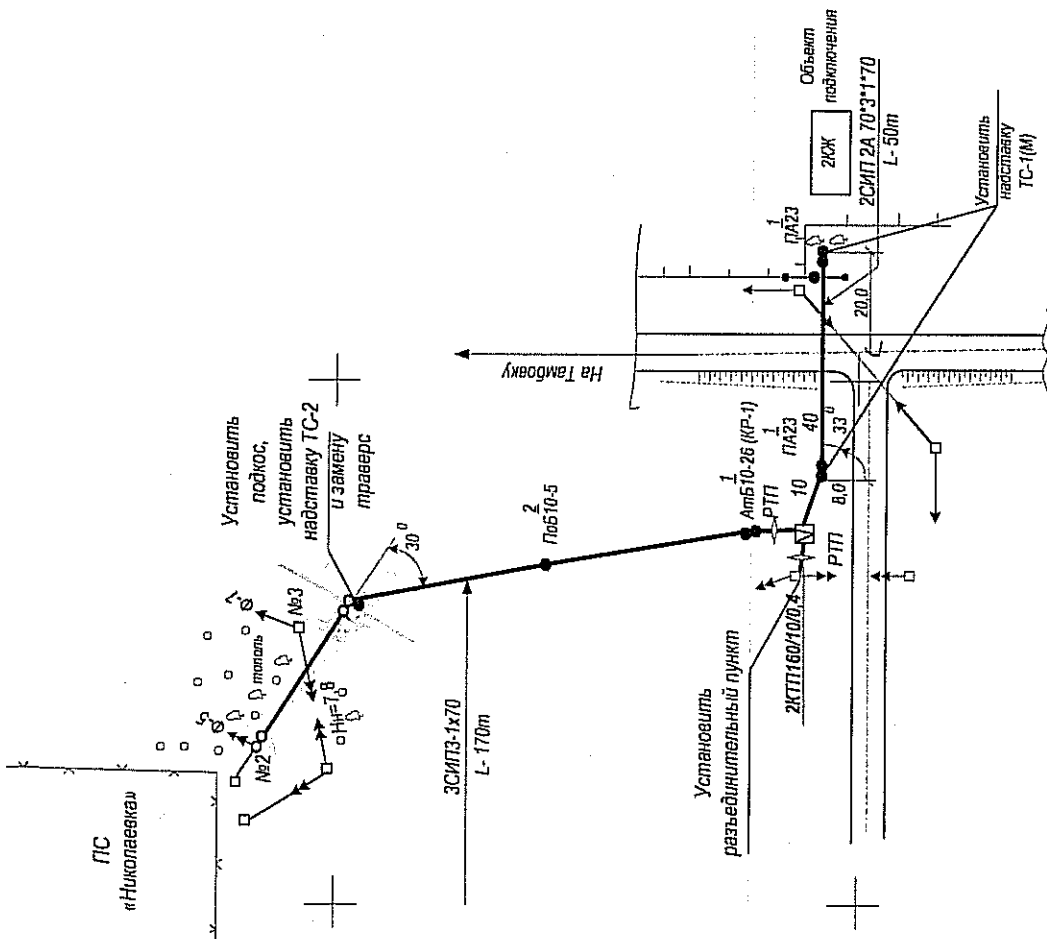 ПС
«Николаевка»
№2
5
тополь
7
№3
Нн=7,8
Установить
подкос,
установить
надставку ТС-2
и замену
траверс
30°
3СИП3-1х70
L- 170m
2
ПоБ10-5
На Тамбовку
1
АтБ10-26 (КР-1)
РТП
10
8,0
1
ПА23
40
33°
РТП
Установить
разъединительный пункт
2КТП160/10/0,4
20,0
1
ПА23
2КЖ
Объект
подключения
2СИП 2А 70*3*1*70
L- 50m
Установить
надставку
ТС-1(М)